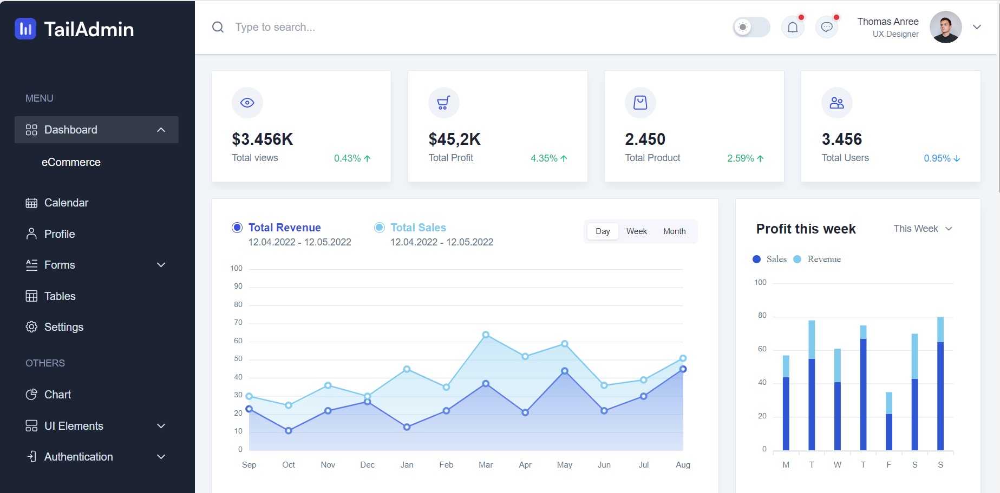 TailAdmin
MENU
Dashboard
eCommerce
Calendar
Profile
Forms
Tables
Settings
OTHERS
Chart
UI Elements
Authentication
Type to search...
Thomas Anree
UX Designer
$3.456K
Total views
0.43%
$45,2K
Total Profit
4.35%
2.450
Total Product
2.59%
3.456
Total Users
0.95%
Total Revenue
12.04.2022 - 12.05.2022
Total Sales
12.04.2022 - 12.05.2022
Day Week Month
100
90
80
70
60
50
40
30
20
10
0
Sep Oct Nov Dec Jan Feb Mar Apr May Jun Jul Aug
Profit this week
This Week
Sales Revenue
100
80
60
40
20
0
M T W T F S S